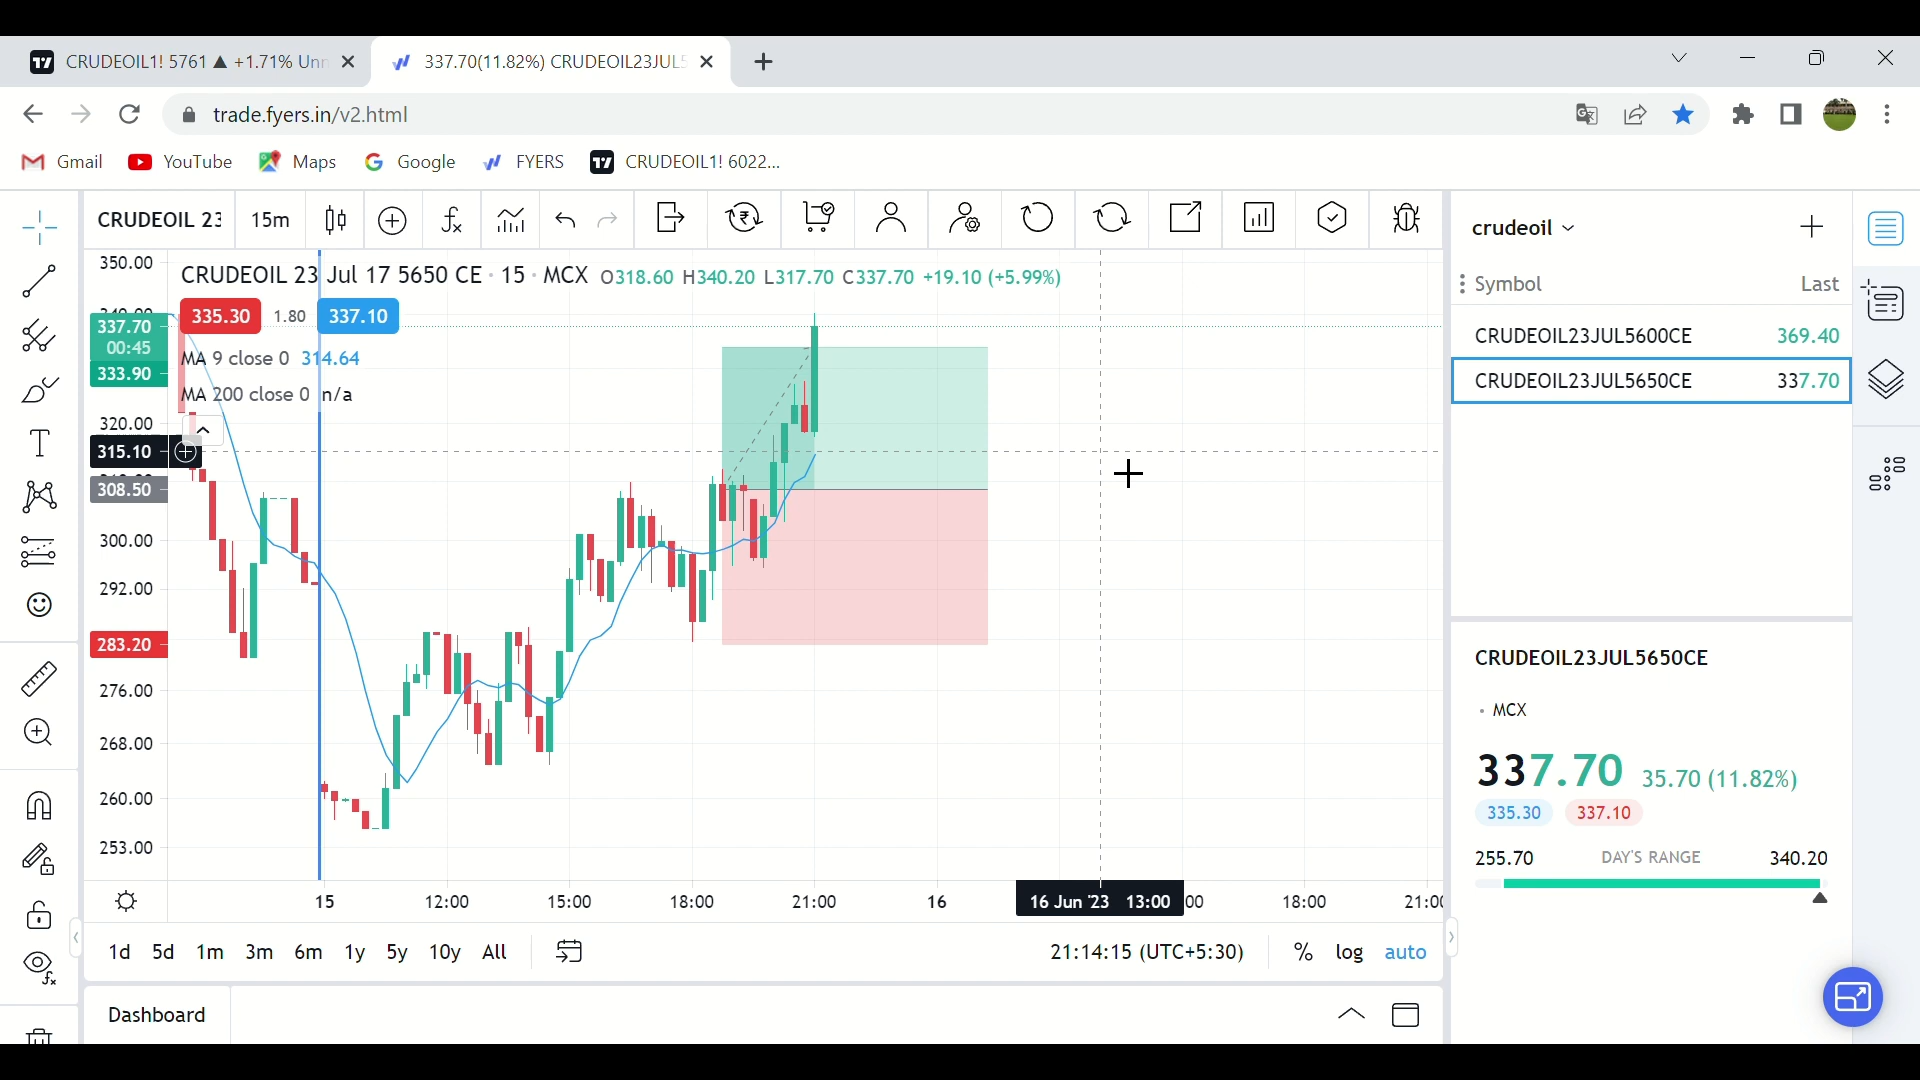 CRUDEOIL1! 5761 ▲ +1.71% Unn
337.70(11.82%) CRUDEOIL23JUL5
trade.fyers.in/v2.html
Gmail YouTube Maps Google FYERS CRUDEOIL1! 6022...
CRUDEOIL 23 15m
crudeoil
Symbol Last
CRUDEOIL23JUL5600CE 369.40
CRUDEOIL23JUL5650CE 337.70
CRUDEOIL 23 Jul 17 5650 CE · 15 · MCX O318.60 H340.20 L317.70 C337.70 +19.10 (+5.99%)
335.30 1.80 337.10
MA 9 close 0 314.64
MA 200 close 0 n/a
350.00
340.00
337.70
00:45
333.90
320.00
315.10
308.50
300.00
292.00
283.20
276.00
268.00
260.00
253.00
15 12:00 15:00 18:00 21:00 16 16 Jun '23 13:00 :00 18:00 21:00
1d 5d 1m 3m 6m 1y 5y 10y All
21:14:15 (UTC+5:30) % log auto
Dashboard
CRUDEOIL23JUL5650CE
• MCX
337.70 35.70 (11.82%)
335.30 337.10
255.70 DAY'S RANGE 340.20